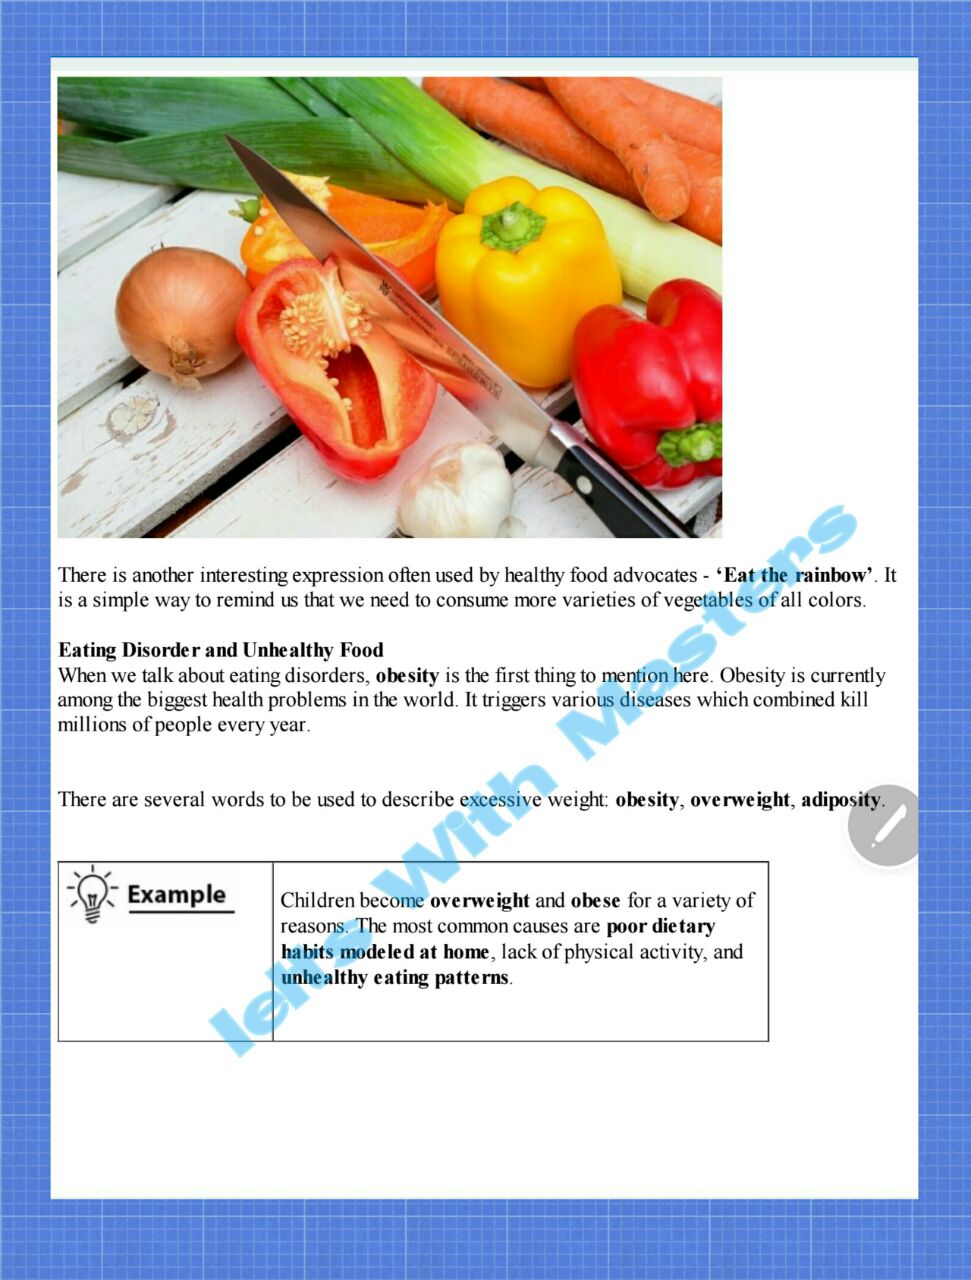 There is another interesting expression often used by healthy food advocates - ‘Eat the rainbow’. It
is a simple way to remind us that we need to consume more varieties of vegetables of all colors.
Eating Disorder and Unhealthy Food
When we talk about eating disorders, obesity is the first thing to mention here. Obesity is currently
among the biggest health problems in the world. It triggers various diseases which combined kill
millions of people every year.
There are several words to be used to describe excessive weight: obesity, overweight, adiposity.
Example
Children become overweight and obese for a variety of
reasons. The most common causes are poor dietary
habits modeled at home, lack of physical activity, and
unhealthy eating patterns.
Ielts With Masters